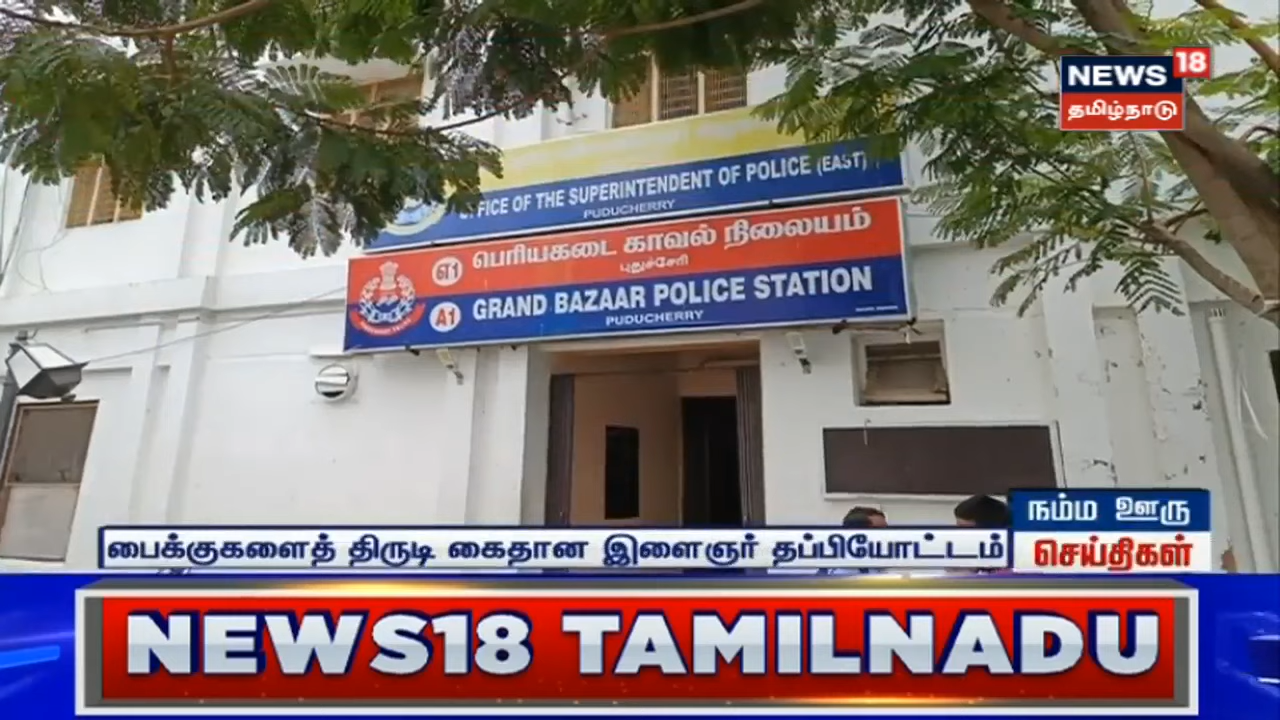 NEWS 18
தமிழ்நாடு
OFFICE OF THE SUPERINTENDENT OF POLICE (EAST)
PUDUCHERRY
எ1 பெரியகடை காவல் நிலையம்
புதுச்சேரி
A1 GRAND BAZAAR POLICE STATION
PUDUCHERRY
நம்ம ஊரு
செய்திகள்
பைக்குகளைத் திருடி கைதான இளைஞர் தப்பியோட்டம்
NEWS18 TAMILNADU